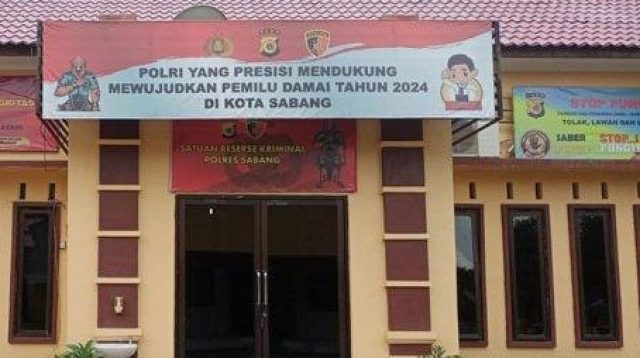 POLRI YANG PRESISI MENDUKUNG
MEWUJUDKAN PEMILU DAMAI TAHUN 2024
DI KOTA SABANG
SATUAN RESERSE KRIMINAL
POLRES SABANG
STOP PUN
TOLAK, LAWAN DAN
SABER
STOP